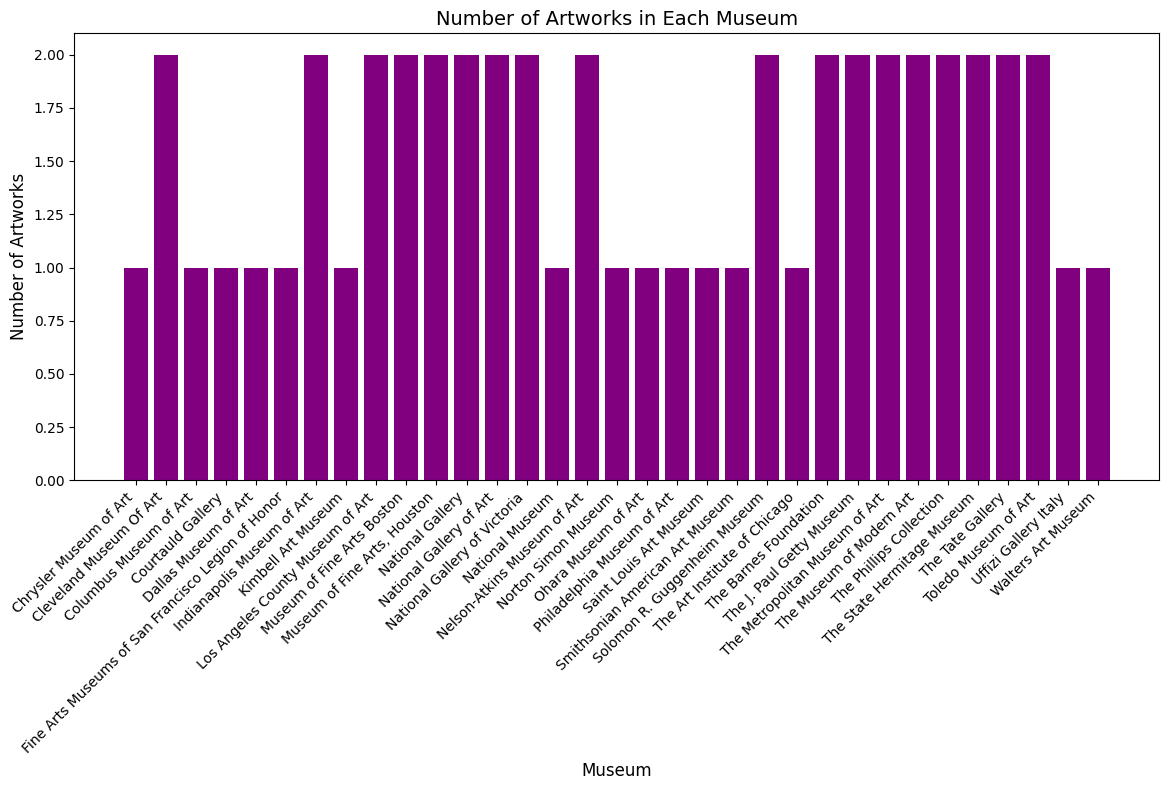 Number of Artworks in Each Museum
Number of Artworks
2.00
1.75
1.50
1.25
1.00
0.75
0.50
0.25
0.00
Chrysler Museum of Art
Cleveland Museum Of Art
Columbus Museum of Art
Courtauld Gallery
Dallas Museum of Art
Fine Arts Museums of San Francisco Legion of Honor
Indianapolis Museum of Art
Kimbell Art Museum
Los Angeles County Museum of Art
Museum of Fine Arts Boston
Museum of Fine Arts, Houston
National Gallery
National Gallery of Art
National Gallery of Victoria
National Museum
Nelson-Atkins Museum of Art
Norton Simon Museum
Ohara Museum of Art
Philadelphia Museum of Art
Saint Louis Art Museum
Smithsonian American Art Museum
Solomon R. Guggenheim Museum
The Art Institute of Chicago
The Barnes Foundation
The J. Paul Getty Museum
The Metropolitan Museum of Art
The Museum of Modern Art
The Phillips Collection
The State Hermitage Museum
The Tate Gallery
Toledo Museum of Art
Uffizi Gallery Italy
Walters Art Museum
Museum